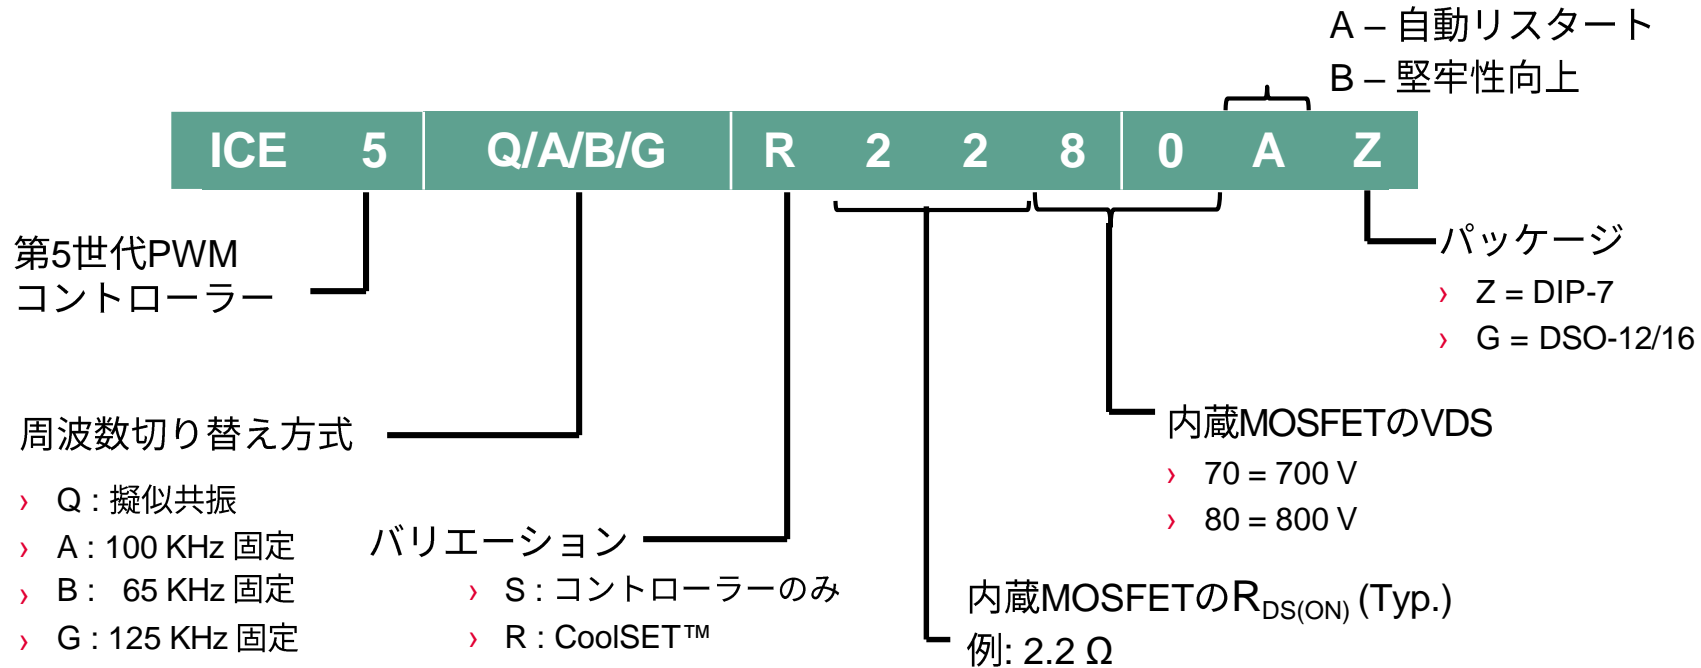 A – 自動リスタート
B – 堅牢性向上
ICE 5 Q/A/B/G R 2 2 8 0 A Z
第5世代PWM
コントローラー
パッケージ
› Z = DIP-7
› G = DSO-12/16
周波数切り替え方式
› Q : 擬似共振
› A : 100 KHz 固定
› B : 65 KHz 固定
› G : 125 KHz 固定
バリエーション
› S : コントローラーのみ
› R : CoolSET™
内蔵MOSFETのVDS
› 70 = 700 V
› 80 = 800 V
内蔵MOSFETのRDS(ON) (Typ.)
例: 2.2 Ω